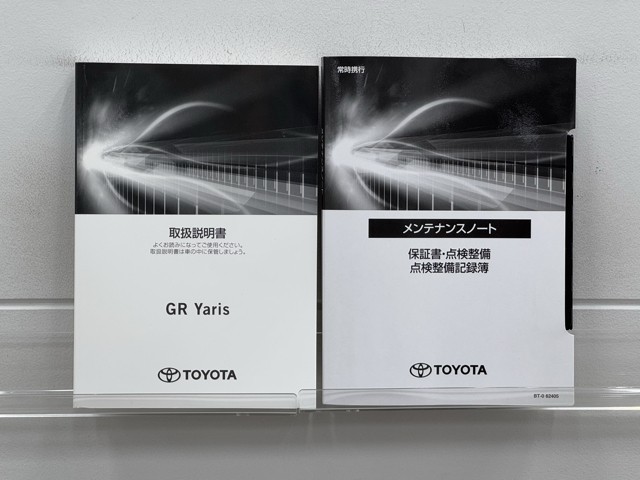 取扱説明書
よくお読みになってご使用ください。
取扱説明書は車の中に保管しましょう。
GR Yaris
TOYOTA
常時携行
メンテナンスノート
保証書・点検整備
点検整備記録簿
TOYOTA
BT-0 63400